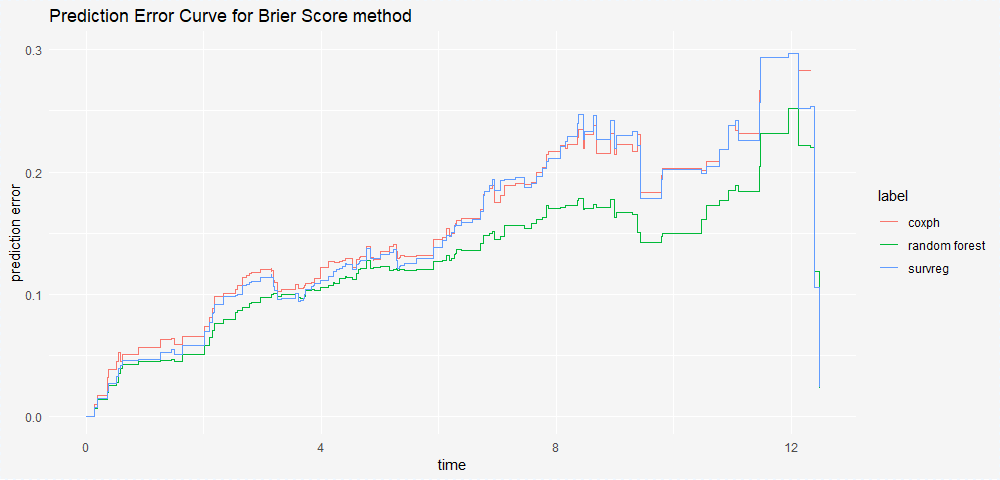 Prediction Error Curve for Brier Score method
prediction error
0.3
0.2
0.1
0.0
0
4
8
12
time
label
coxph
random forest
survreg